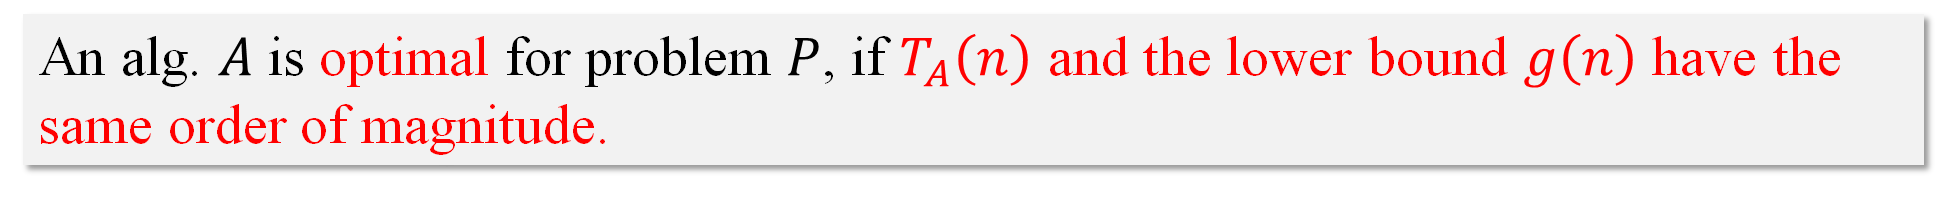 An alg. A is optimal for problem P, if T_A(n) and the lower bound g(n) have the
same order of magnitude.